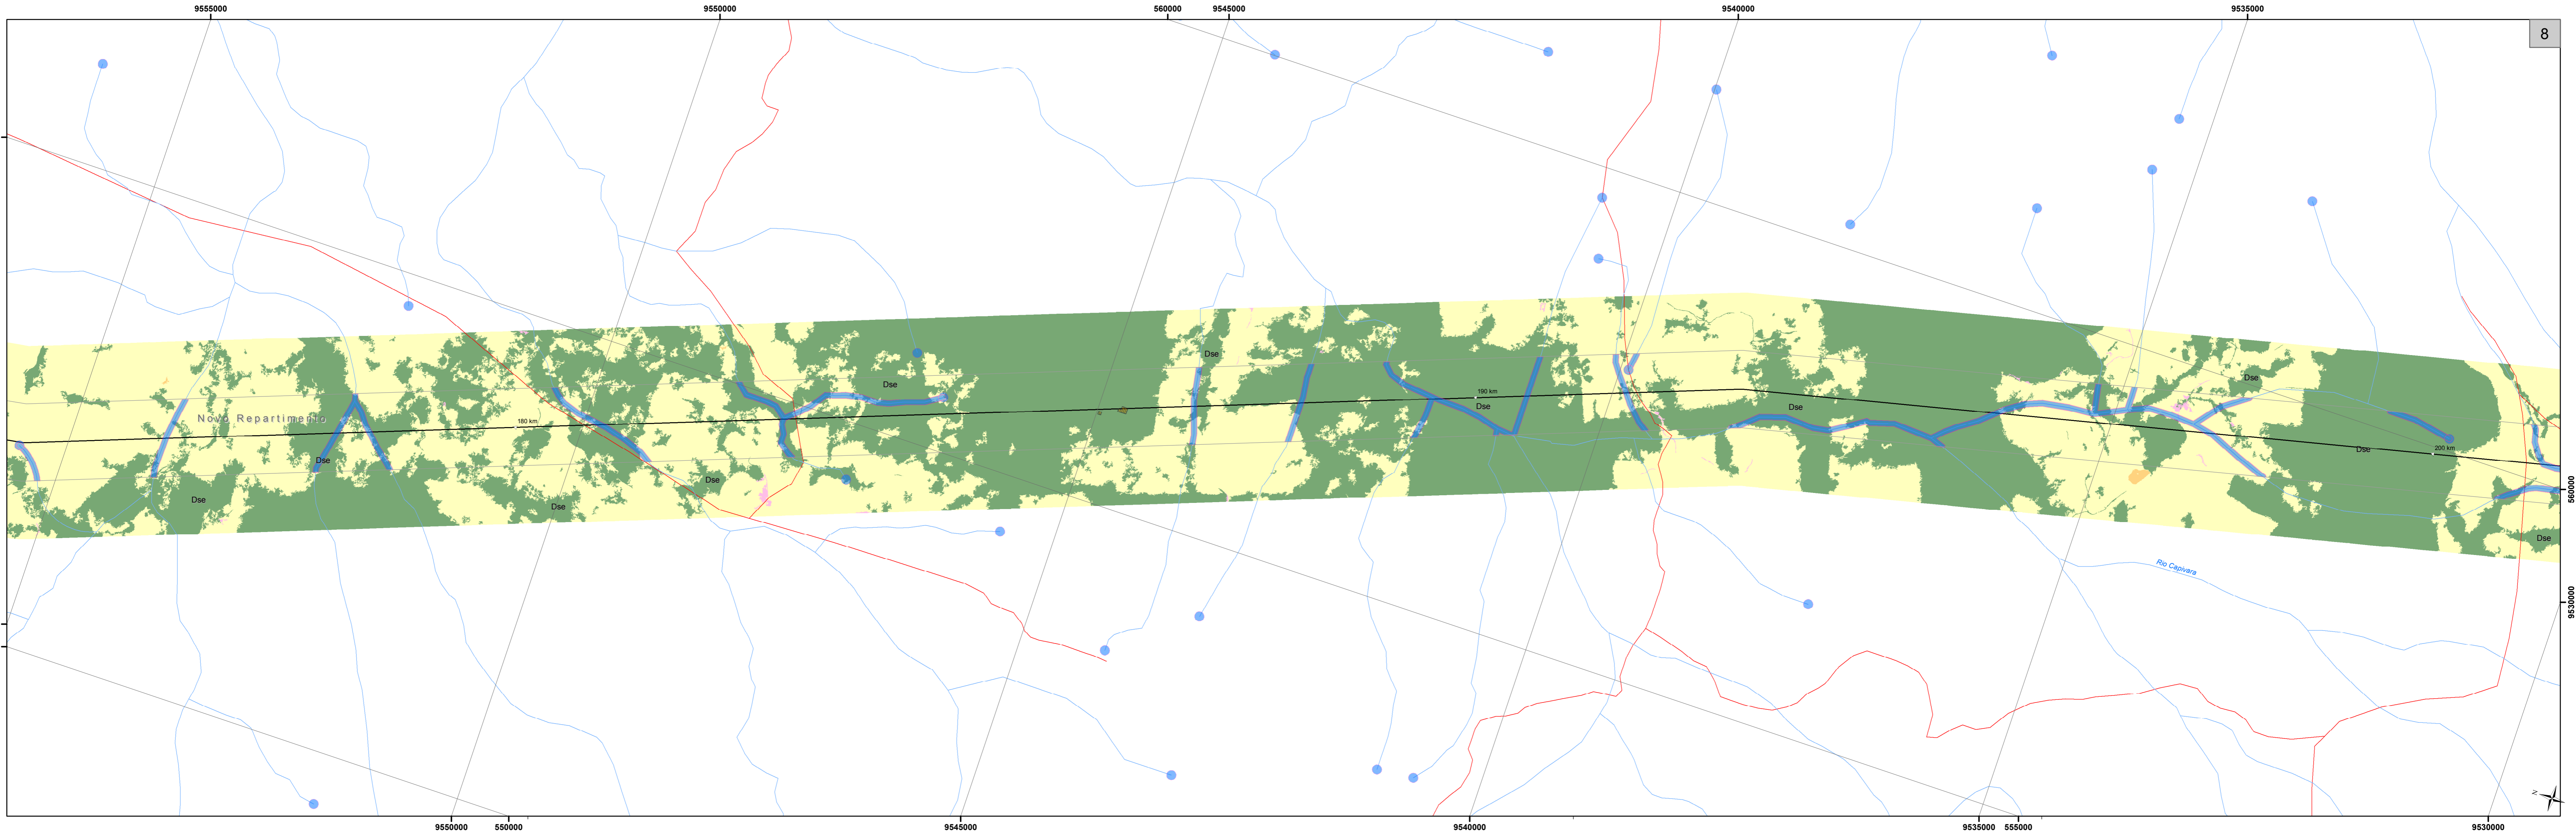 9555000
9550000
560000
9545000
9540000
9535000
8
Dse
Dse
Dse
190 km
Dse
Dse
Novo Repartimento
180 km
Dse
200 km
Dse
Dse
Dse
Dse
Dse
560000
Rio Capivara
9530000
N
9550000
550000
9545000
9540000
9535000
555000
9530000